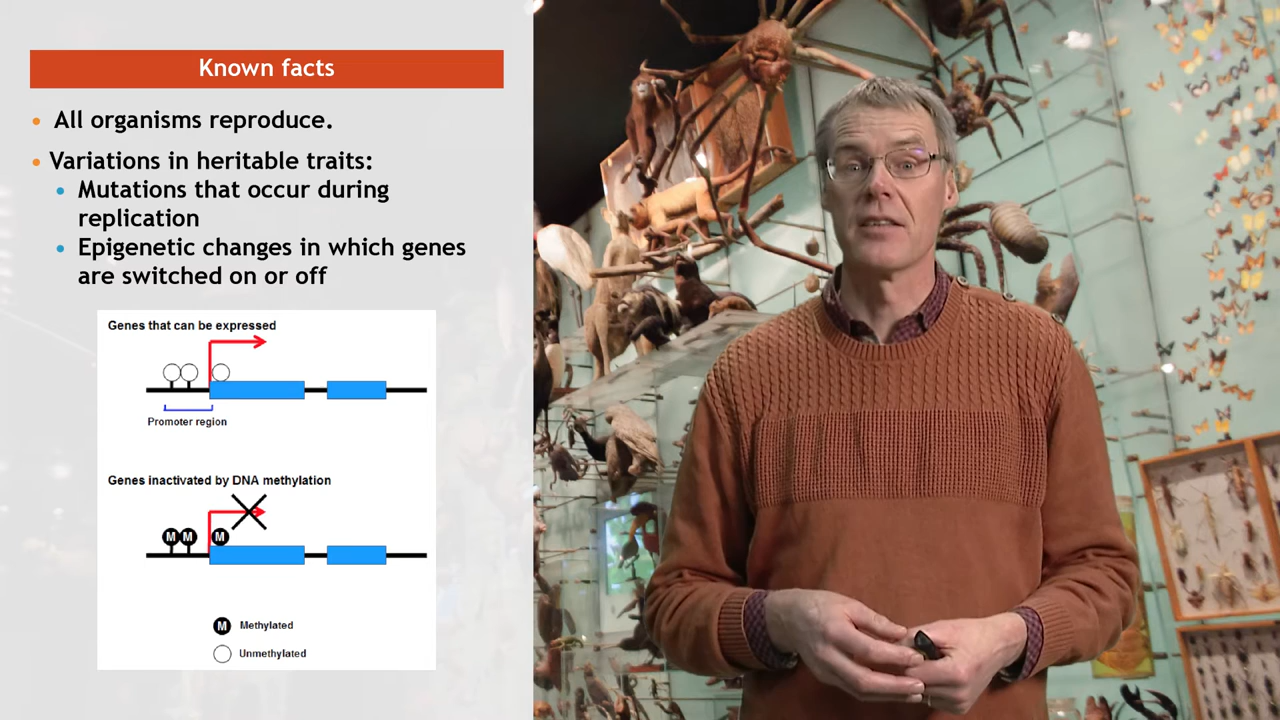 Known facts
• All organisms reproduce.
• Variations in heritable traits:
• Mutations that occur during
replication
• Epigenetic changes in which genes
are switched on or off
Genes that can be expressed
Promoter region
Genes inactivated by DNA methylation
M M M
M Methylated
Unmethylated